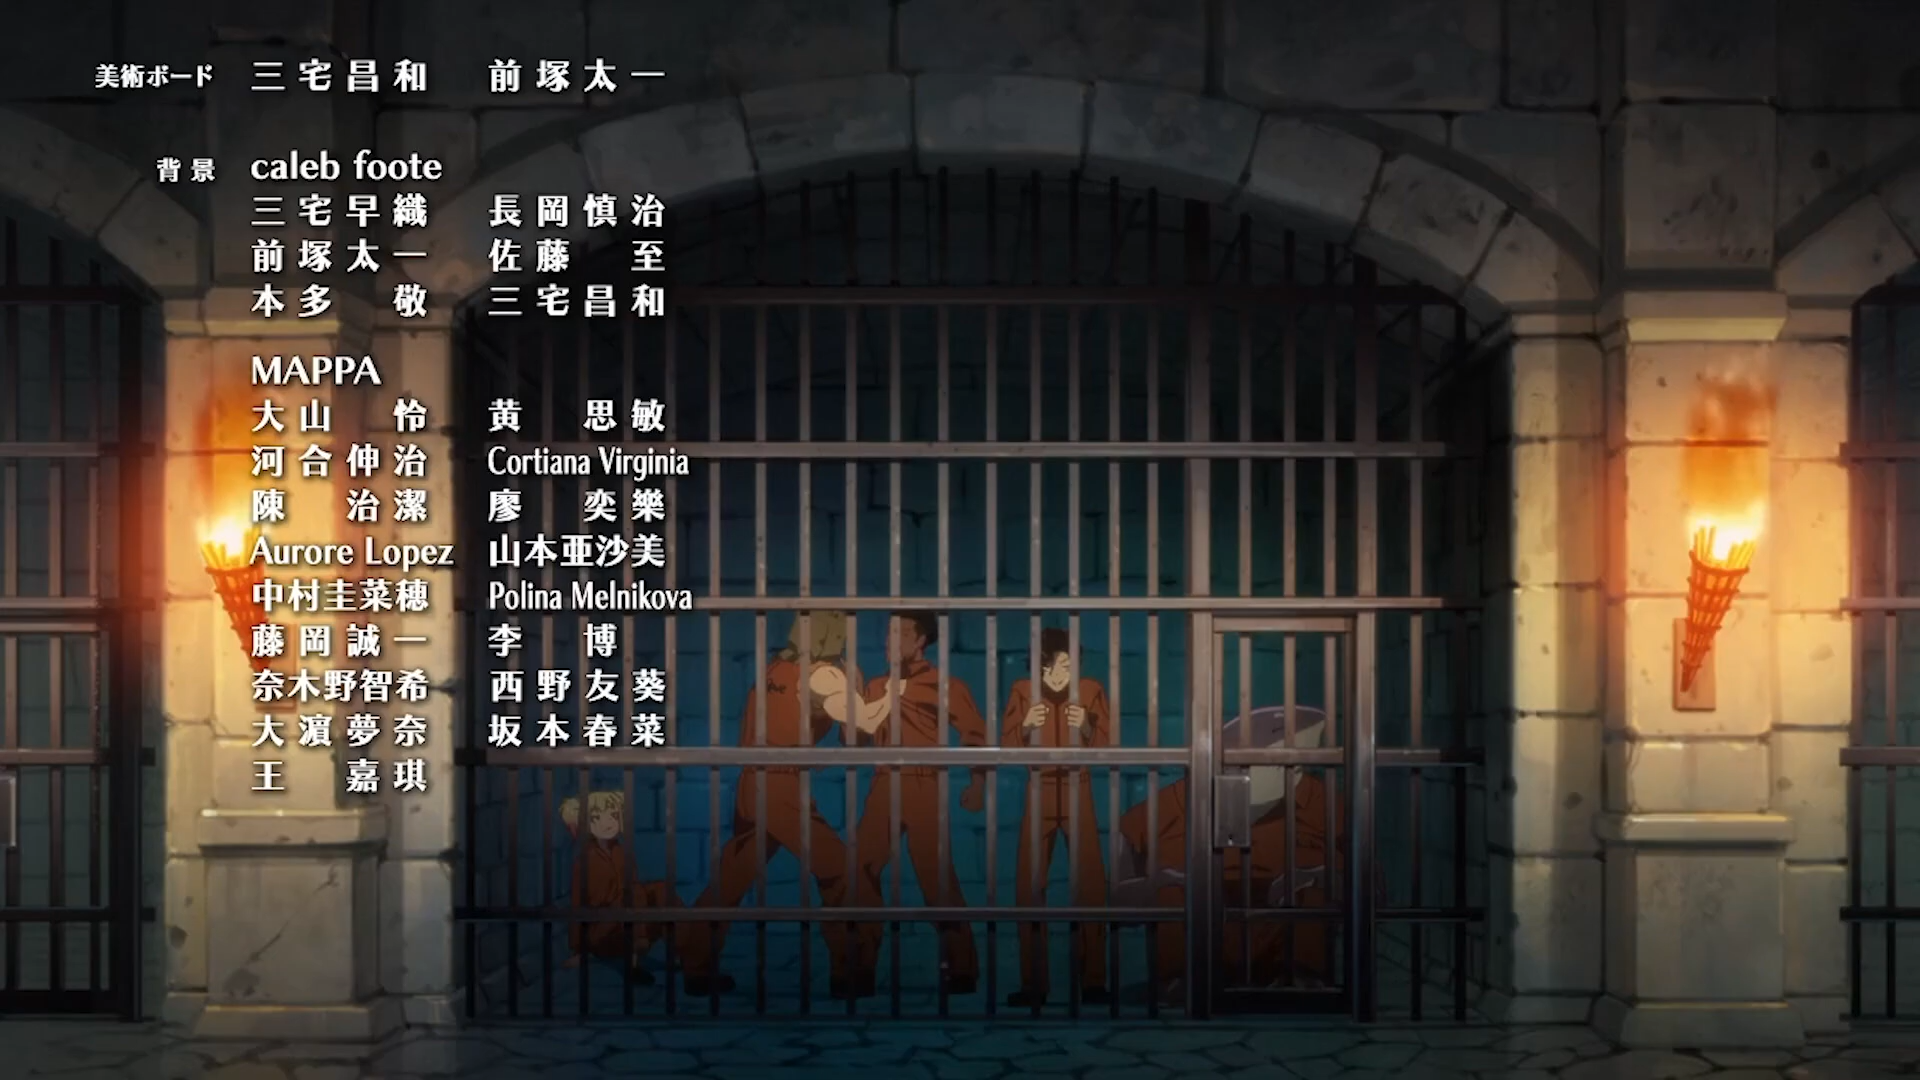 美術ボード 三宅昌和 前塚太一
背景 caleb foote
三宅早織 長岡慎治
前塚太一 佐藤至
本多敬 三宅昌和
MAPPA
大山怜 黄思敏
河合伸治 Cortiana Virginia
陳治潔 廖奕樂
Aurore Lopez 山本亜沙美
中村圭菜穂 Polina Melnikova
藤岡誠一 李博
奈木野智希 西野友葵
大濵夢奈 坂本春菜
王嘉琪